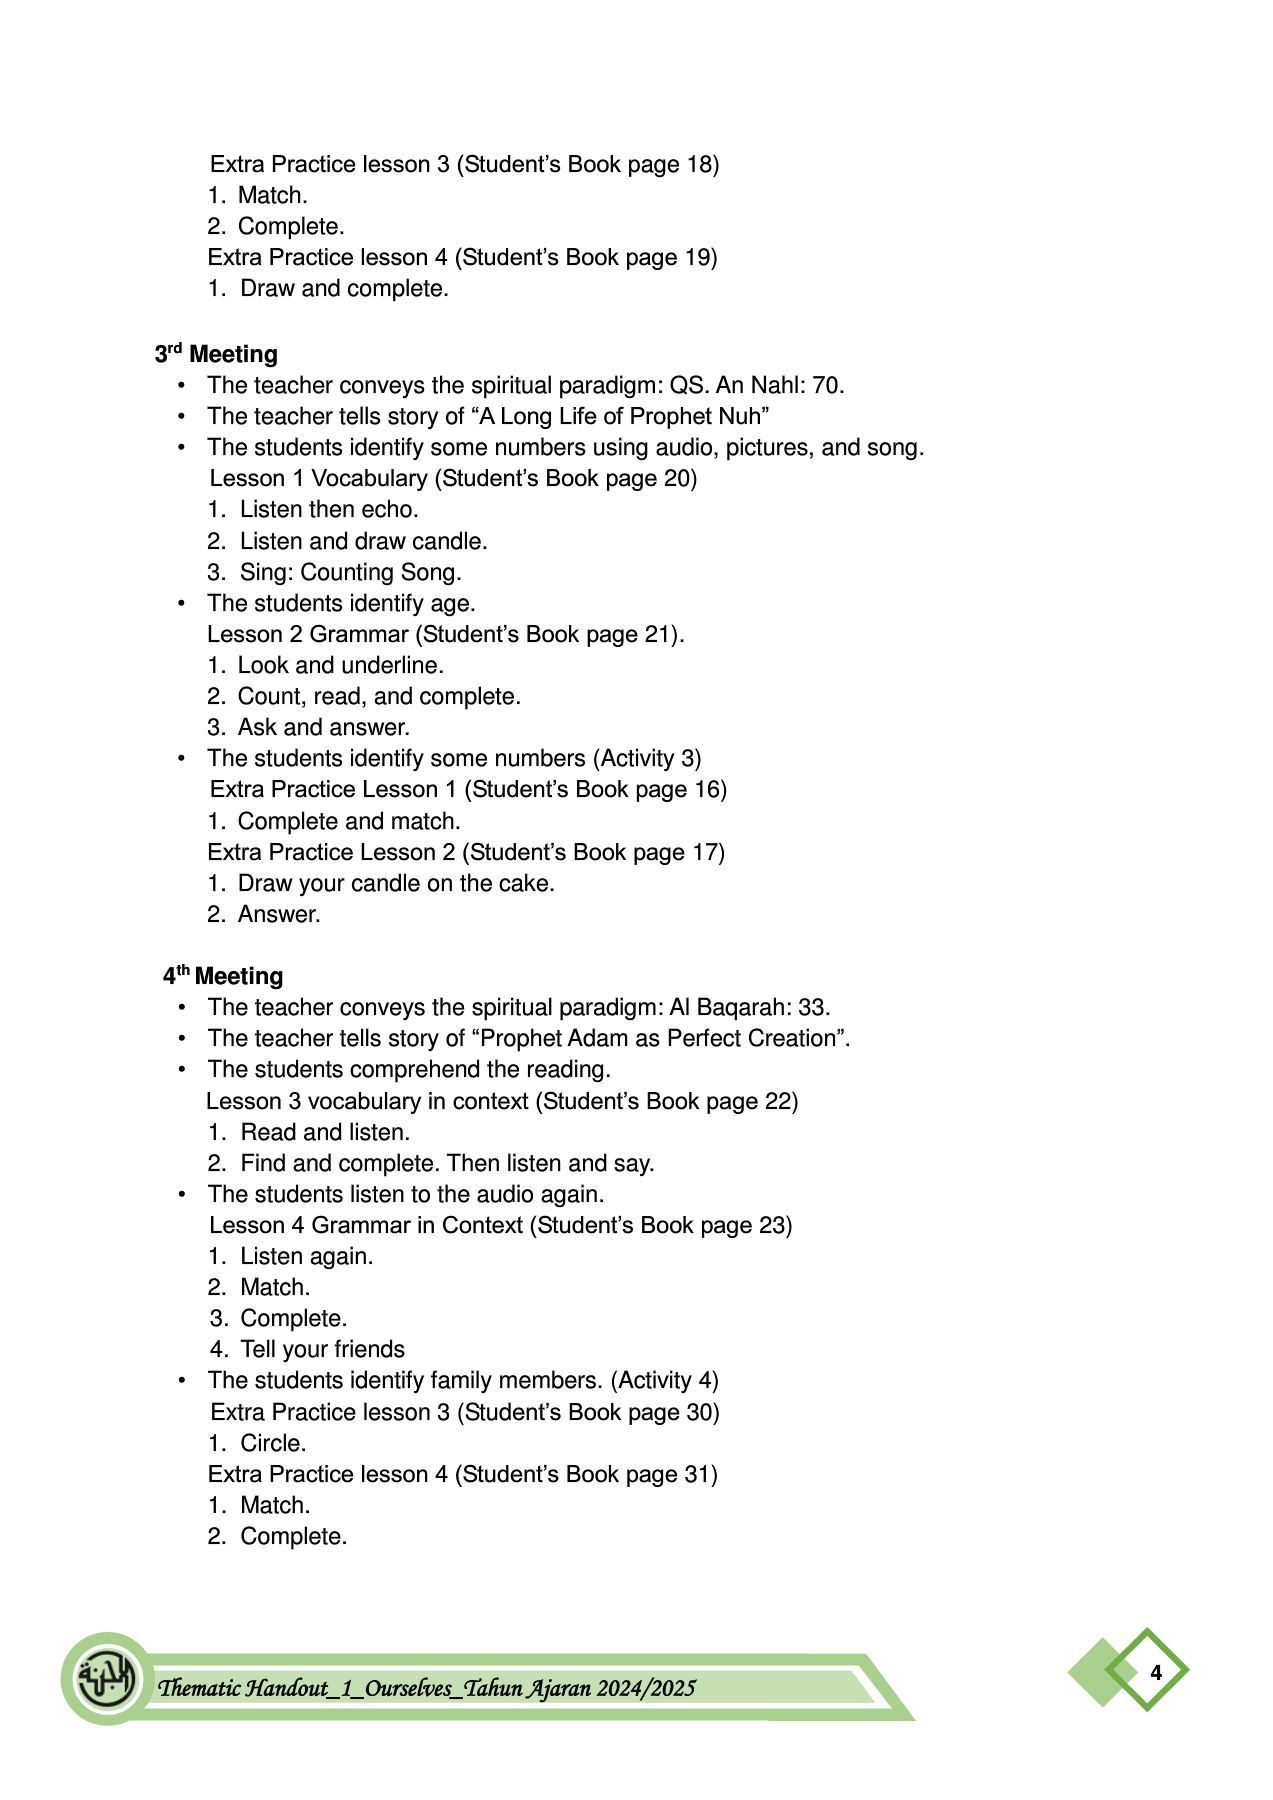 Extra Practice lesson 3 (Student’s Book page 18)
1. Match.
2. Complete.
Extra Practice lesson 4 (Student’s Book page 19)
1. Draw and complete.
3rd Meeting
• The teacher conveys the spiritual paradigm: QS. An Nahl: 70.
• The teacher tells story of “A Long Life of Prophet Nuh”
• The students identify some numbers using audio, pictures, and song.
Lesson 1 Vocabulary (Student’s Book page 20)
1. Listen then echo.
2. Listen and draw candle.
3. Sing: Counting Song.
• The students identify age.
Lesson 2 Grammar (Student’s Book page 21).
1. Look and underline.
2. Count, read, and complete.
3. Ask and answer.
• The students identify some numbers (Activity 3)
Extra Practice Lesson 1 (Student’s Book page 16)
1. Complete and match.
Extra Practice Lesson 2 (Student’s Book page 17)
1. Draw your candle on the cake.
2. Answer.
4th Meeting
• The teacher conveys the spiritual paradigm: Al Baqarah: 33.
• The teacher tells story of “Prophet Adam as Perfect Creation”.
• The students comprehend the reading.
Lesson 3 vocabulary in context (Student’s Book page 22)
1. Read and listen.
2. Find and complete. Then listen and say.
• The students listen to the audio again.
Lesson 4 Grammar in Context (Student’s Book page 23)
1. Listen again.
2. Match.
3. Complete.
4. Tell your friends
• The students identify family members. (Activity 4)
Extra Practice lesson 3 (Student’s Book page 30)
1. Circle.
Extra Practice lesson 4 (Student’s Book page 31)
1. Match.
2. Complete.
Thematic Handout_1_Ourselves_Tahun Ajaran 2024/2025
4